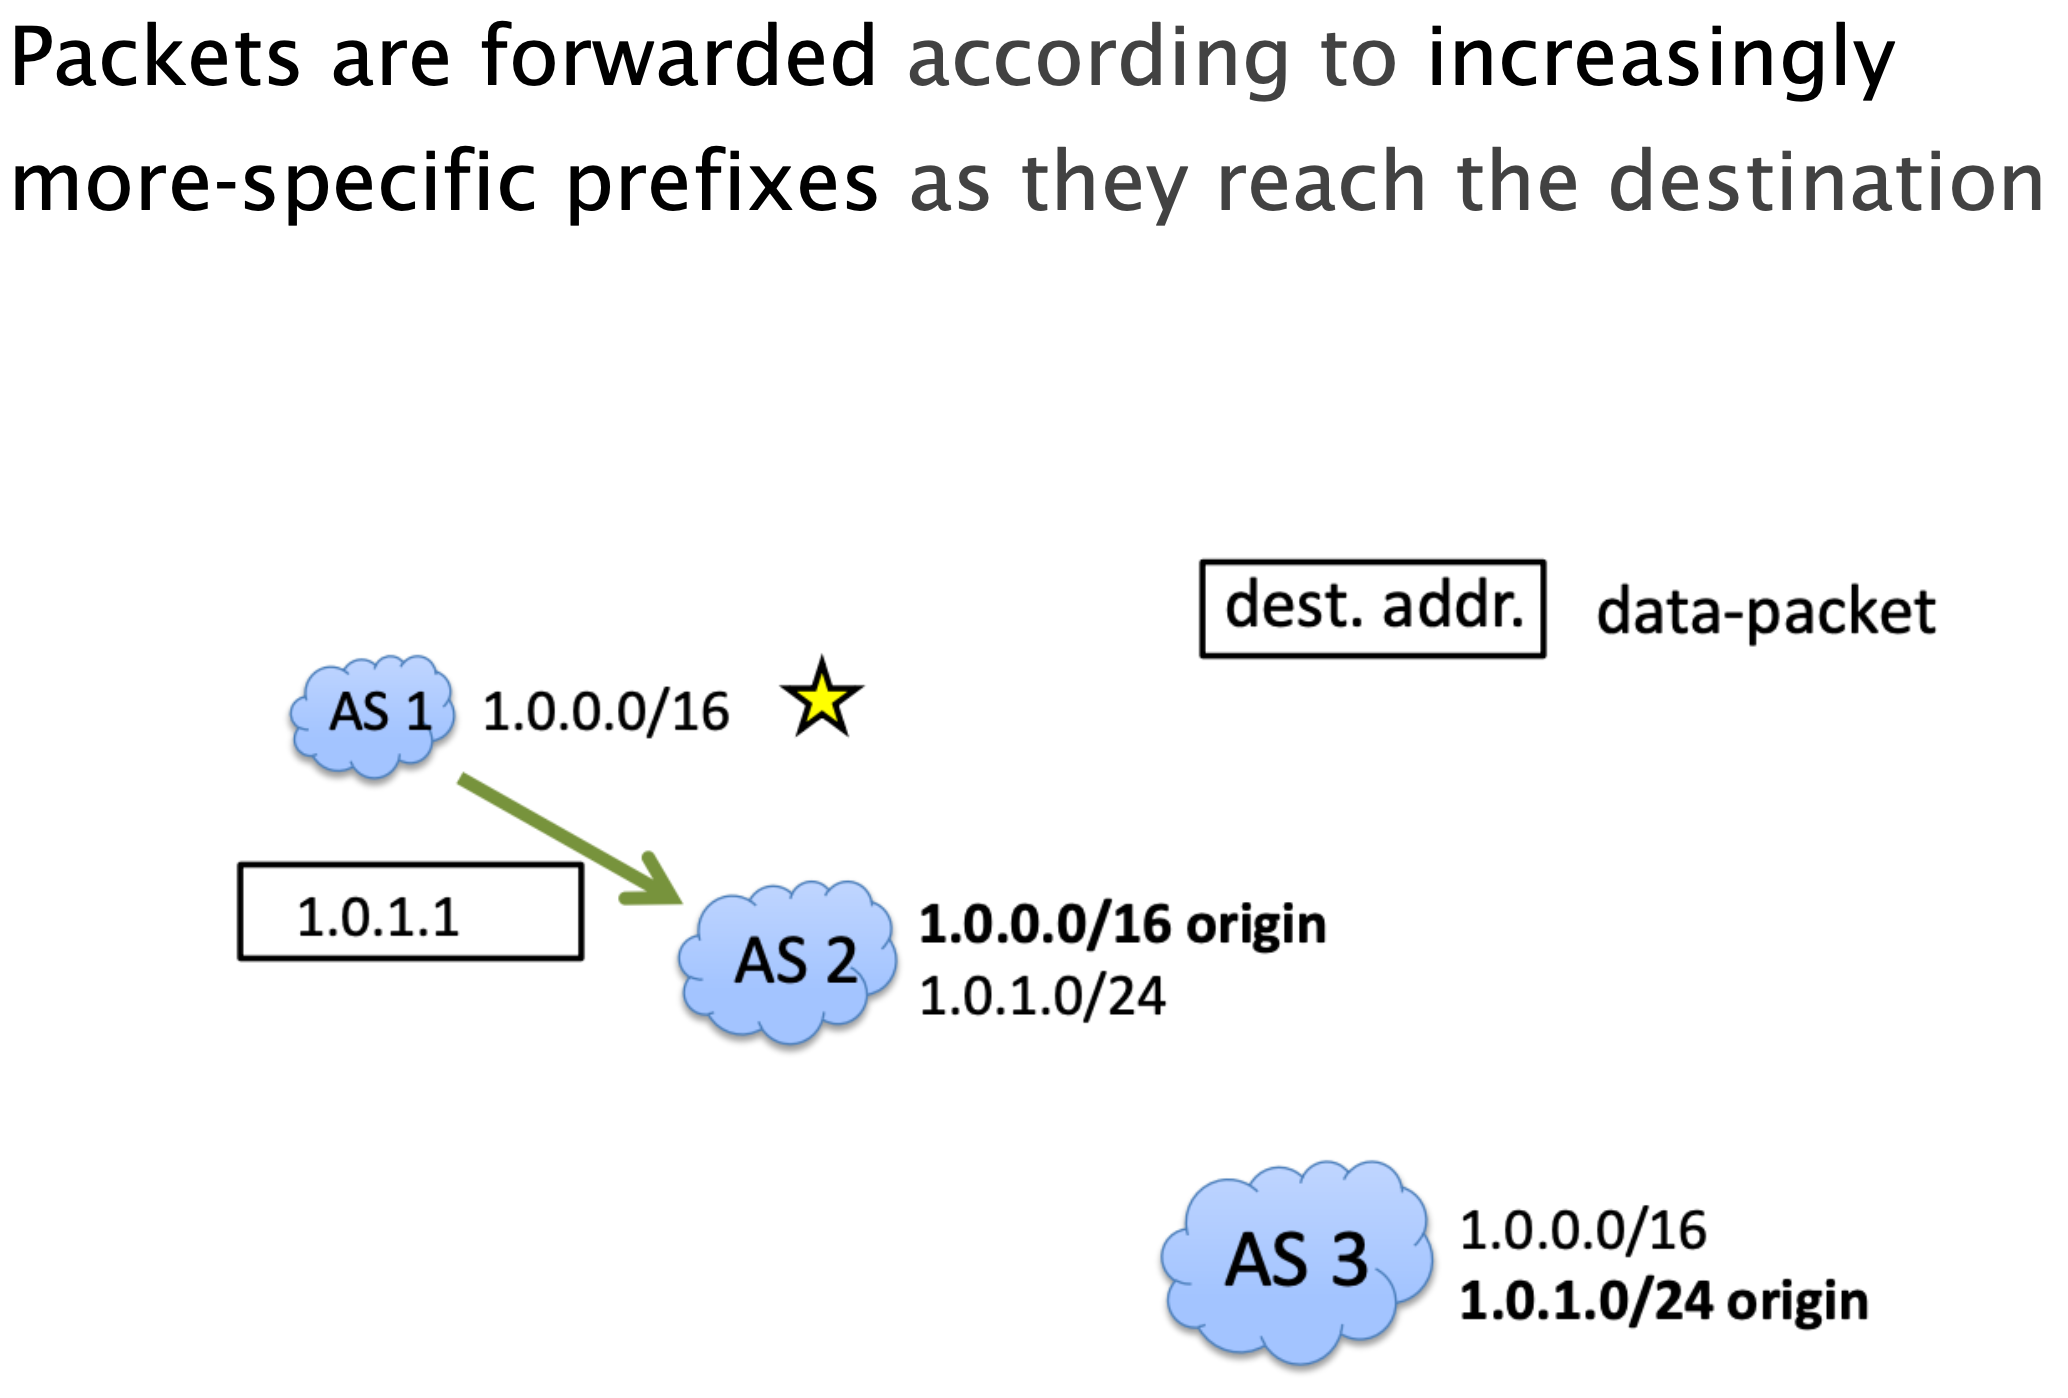 Packets are forwarded according to increasingly
more-specific prefixes as they reach the destination
dest. addr.
data-packet
AS 1
1.0.0.0/16
1.0.1.1
AS 2
1.0.0.0/16 origin
1.0.1.0/24
AS 3
1.0.0.0/16
1.0.1.0/24 origin